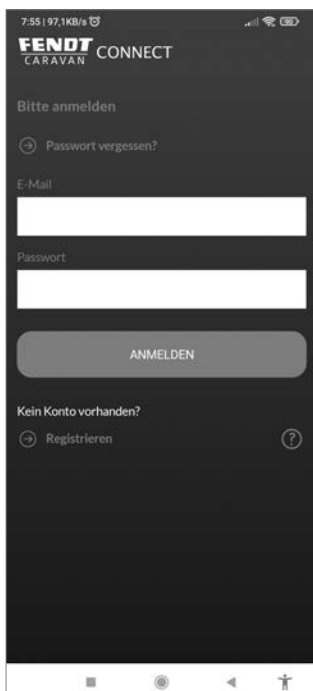 7:55 | 97,1KB/s
FENDT CONNECT
CARAVAN
Bitte anmelden
Passwort vergessen?
E-Mail
Passwort
ANMELDEN
Kein Konto vorhanden?
Registrieren
?